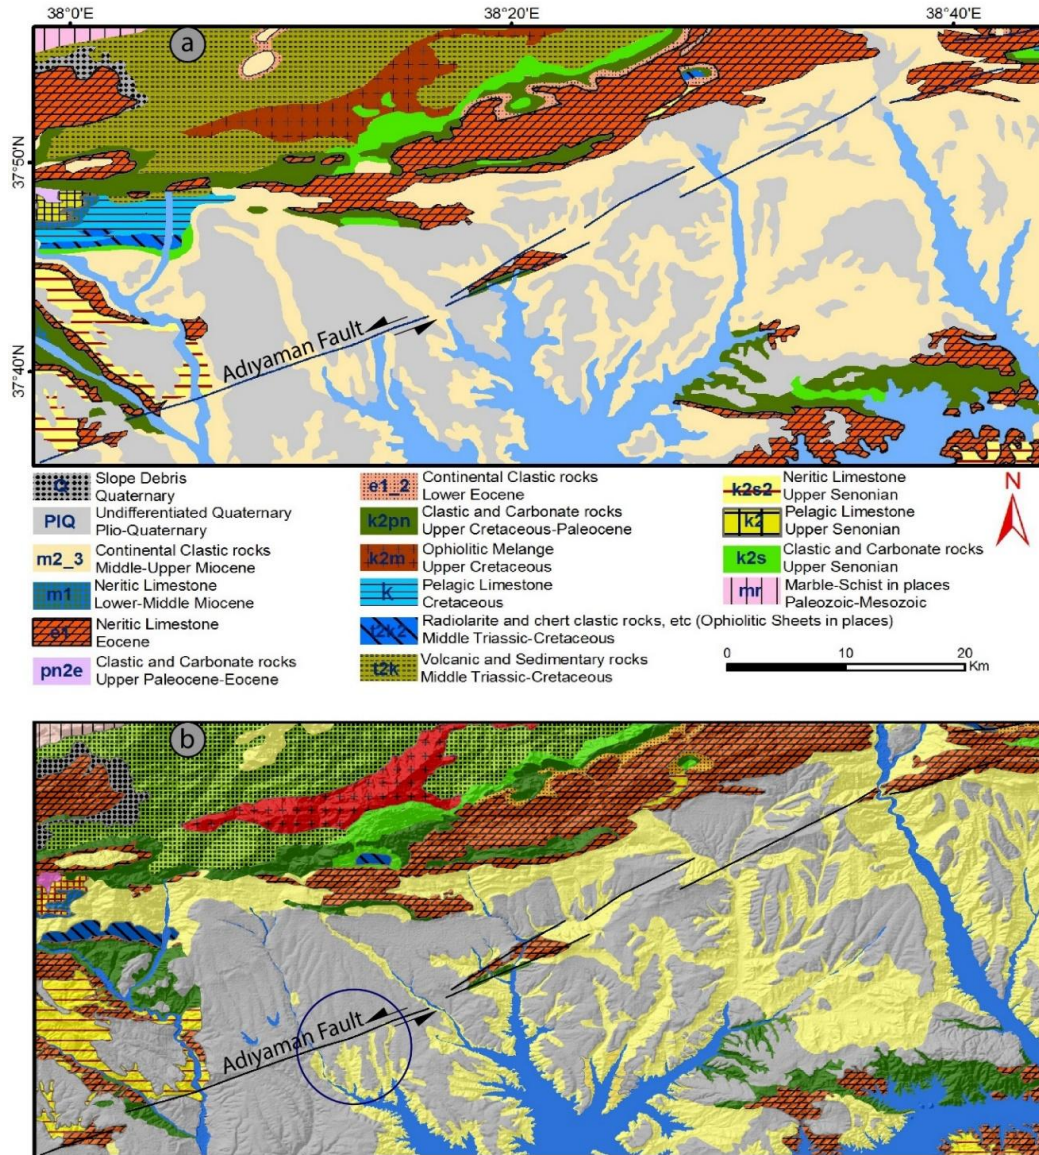 38°0'E 38°20'E 38°40'E
a
37°50'N
37°40'N
Adıyaman Fault
Q Slope Debris
Quaternary
PlQ Undifferentiated Quaternary
Plio-Quaternary
m2_3 Continental Clastic rocks
Middle-Upper Miocene
m1 Neritic Limestone
Lower-Middle Miocene
e1 Neritic Limestone
Eocene
pn2e Clastic and Carbonate rocks
Upper Paleocene-Eocene
e1_2 Continental Clastic rocks
Lower Eocene
k2pn Clastic and Carbonate rocks
Upper Cretaceous-Paleocene
k2m Ophiolitic Melange
Upper Cretaceous
k Pelagic Limestone
Cretaceous
t2k2 Radiolarite and chert clastic rocks, etc (Ophiolitic Sheets in places)
Middle Triassic-Cretaceous
t2k Volcanic and Sedimentary rocks
Middle Triassic-Cretaceous
k2s2 Neritic Limestone
Upper Senonian
k2 Pelagic Limestone
Upper Senonian
k2s Clastic and Carbonate rocks
Upper Senonian
mr Marble-Schist in places
Paleozoic-Mesozoic
N
0 10 20
Km
b
Adıyaman Fault